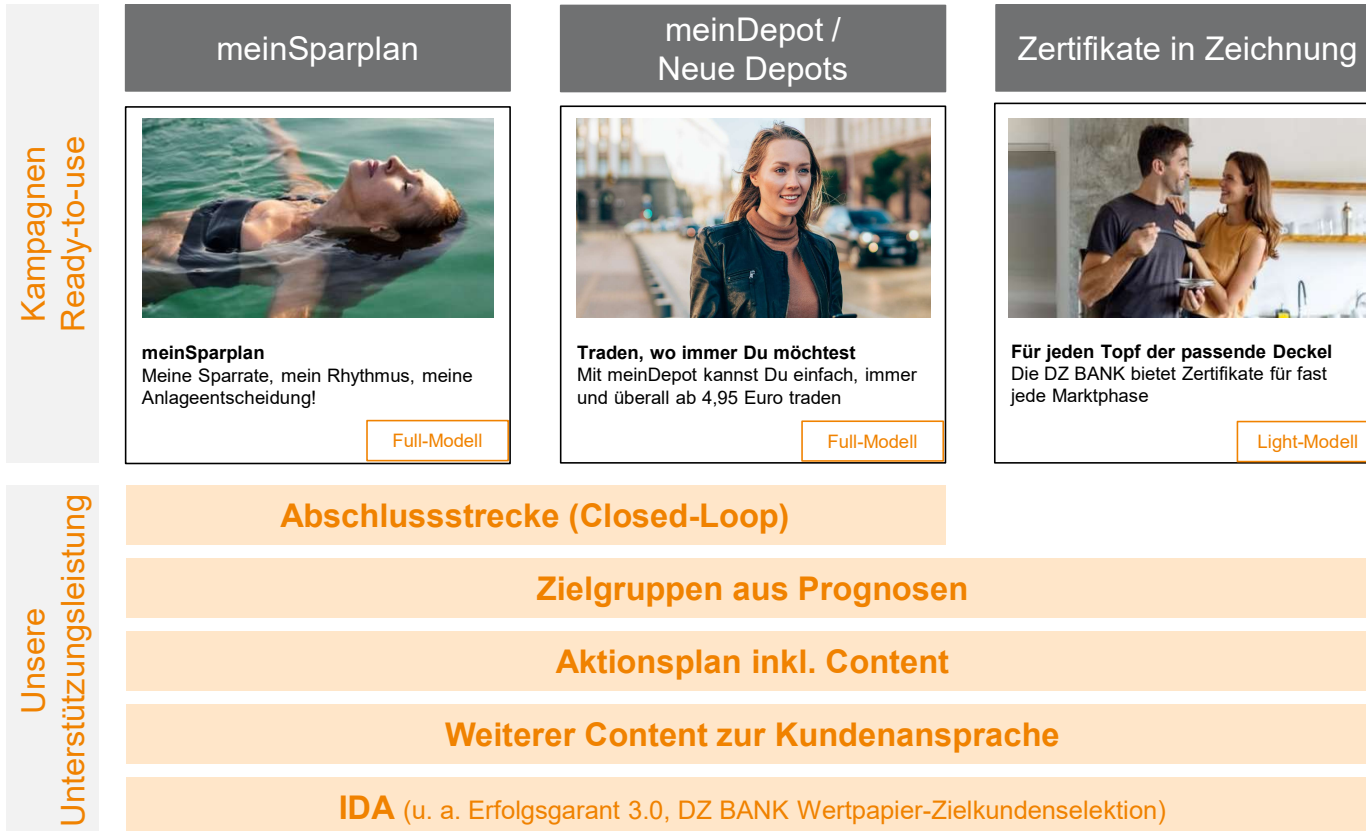 meinSparplan
meinDepot /
Neue Depots
Zertifikate in Zeichnung
Kampagnen
Ready-to-use
meinSparplan
Meine Sparrate, mein Rhythmus, meine
Anlageentscheidung!
Full-Modell
Traden, wo immer Du möchtest
Mit meinDepot kannst Du einfach, immer
und überall ab 4,95 Euro traden
Full-Modell
Für jeden Topf der passende Deckel
Die DZ BANK bietet Zertifikate für fast
jede Marktphase
Light-Modell
Unsere
Unterstützungsleistung
Abschlussstrecke (Closed-Loop)
Zielgruppen aus Prognosen
Aktionsplan inkl. Content
Weiterer Content zur Kundenansprache
IDA (u. a. Erfolgsgarant 3.0, DZ BANK Wertpapier-Zielkundenselektion)